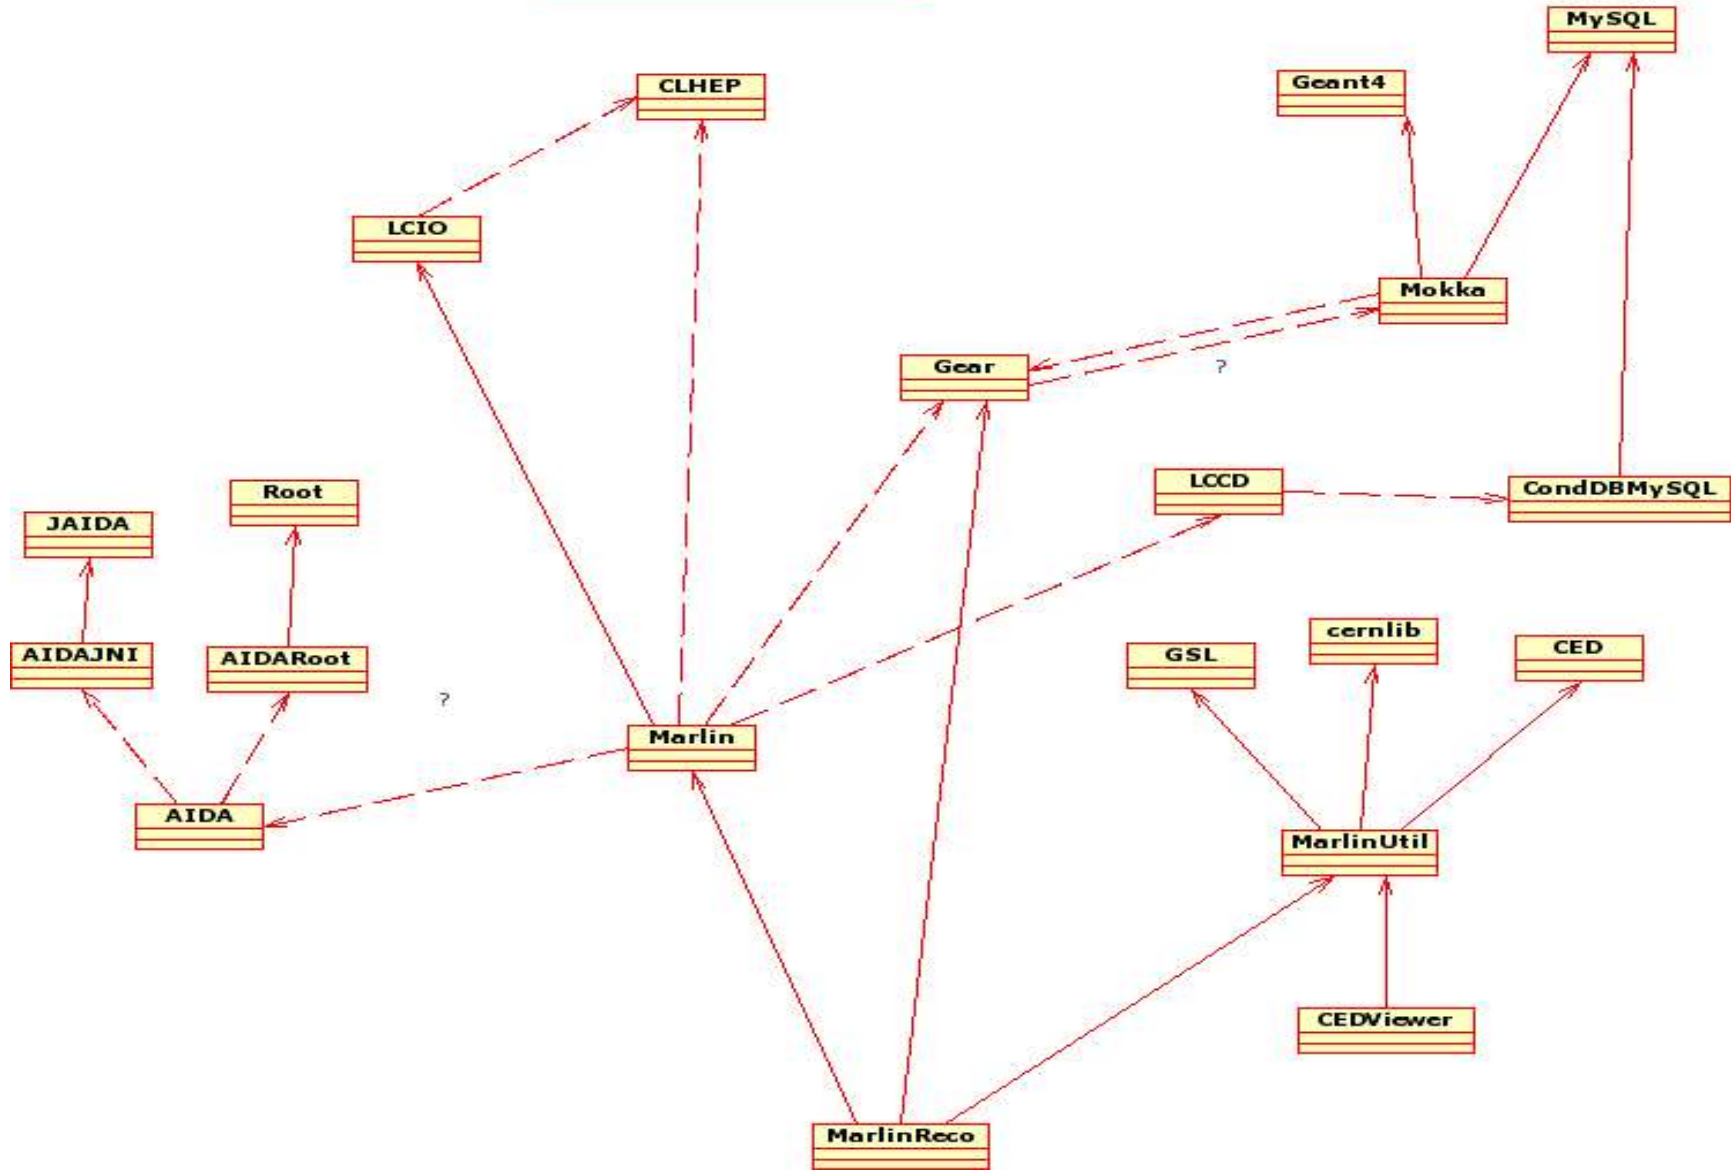 MySQL
CLHEP
Geant4
LCIO
Mokka
Gear
?
LCCD
CondDBMySQL
Root
JAIDA
cernlib
CED
GSL
AIDAJNI
AIDARoot
?
Marlin
AIDA
MarlinUtil
CEDViewer
MarlinReco